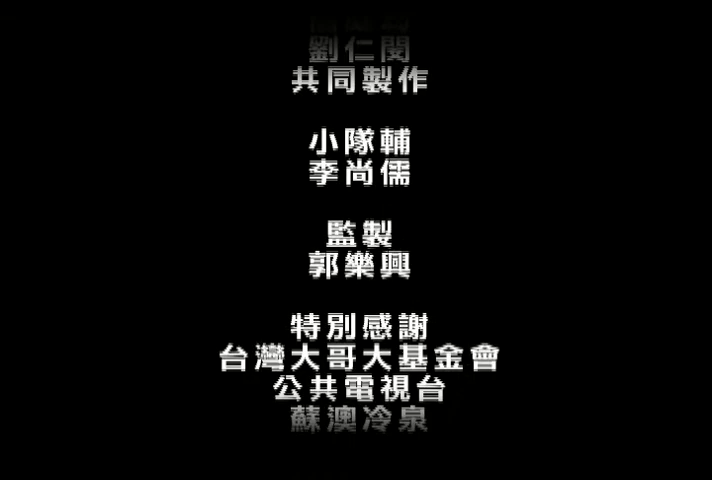 劉仁閔
共同製作
小隊輔
李尚儒
監製
郭樂興
特別感謝
台灣大哥大基金會
公共電視台
蘇澳冷泉